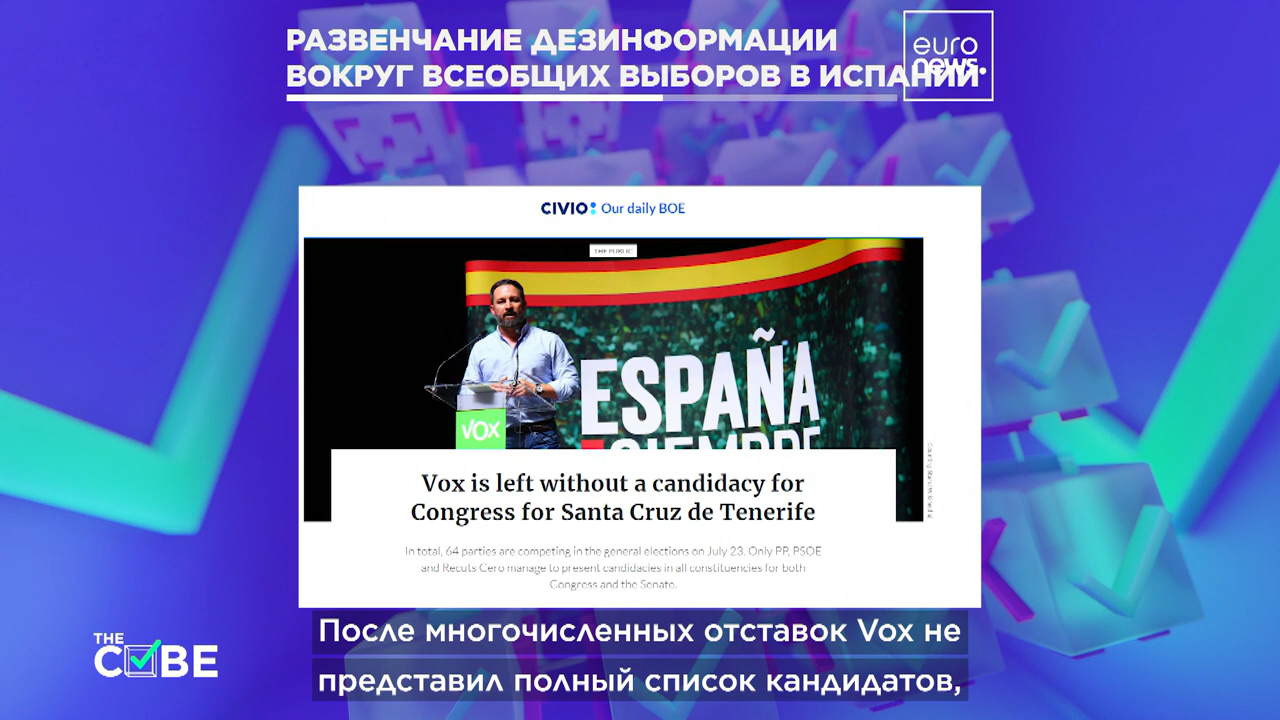 РАЗВЕНЧАНИЕ ДЕЗИНФОРМАЦИИ
ВОКРУГ ВСЕОБЩИХ ВЫБОРОВ В ИСПАНИИ
euro
news.
CIVIO: Our daily BOE
THE PUBLIC
ESPAÑA
SIEMPRE
VOX
Vox is left without a candidacy for
Congress for Santa Cruz de Tenerife
In total, 64 parties are competing in the general elections on July 23. Only PP, PSOE
and Recuts Cero manage to present candidacies in all constituencies for both
Congress and the Senate.
После многочисленных отставок Vox не
представил полный список кандидатов,
THE
CUBE